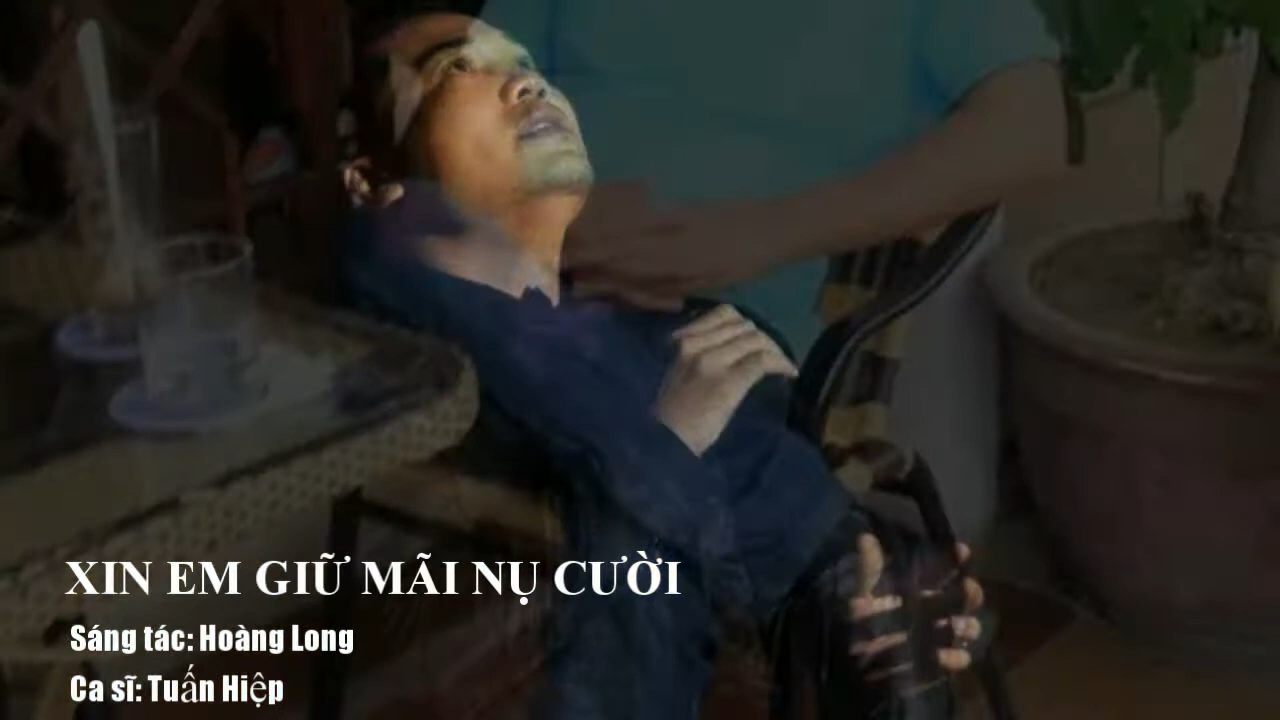 XIN EM GIỮ MÃI NỤ CƯỜI
Sáng tác: Hoàng Long
Ca sĩ: Tuấn Hiệp